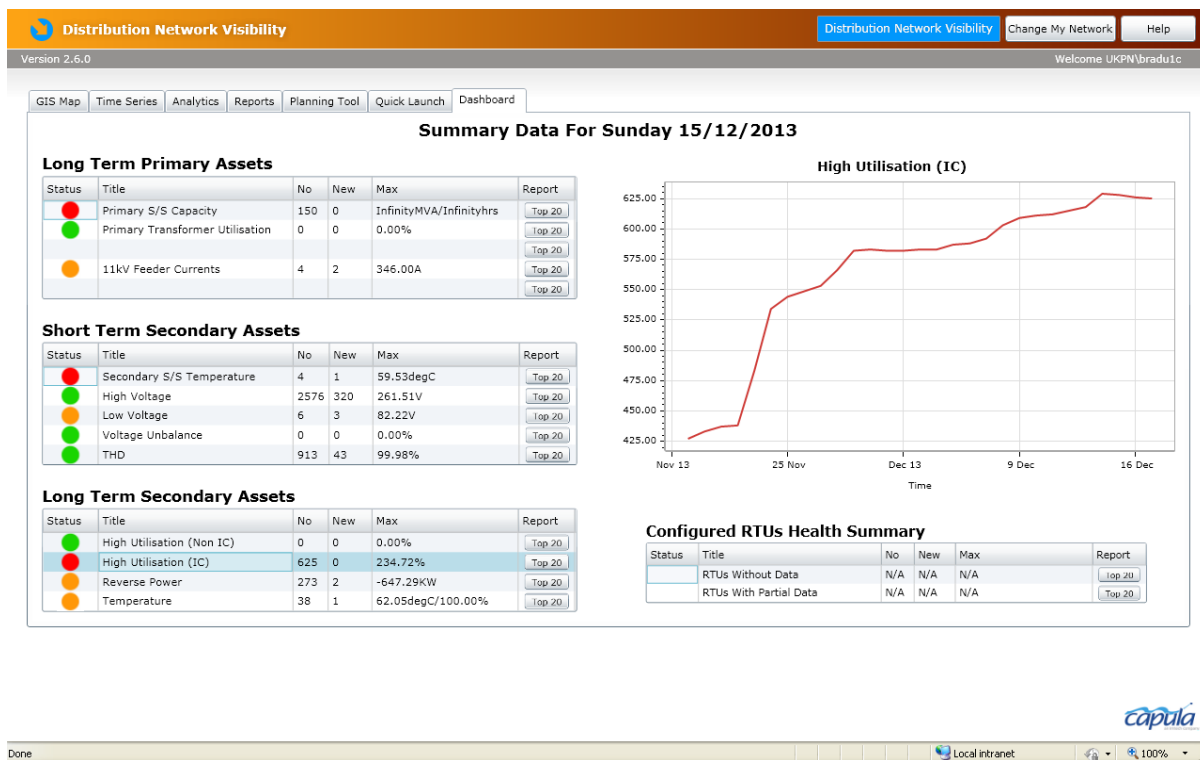 Distribution Network Visibility
Distribution Network Visibility Change My Network Help
Version 2.6.0 Welcome UKPN\bradu1c
GIS Map Time Series Analytics Reports Planning Tool Quick Launch Dashboard
Summary Data For Sunday 15/12/2013
Long Term Primary Assets
Status Title No New Max Report
Primary S/S Capacity 150 0 InfinityMVA/Infinityhrs Top 20
Primary Transformer Utilisation 0 0 0.00% Top 20
Top 20
11kV Feeder Currents 4 2 346.00A Top 20
Top 20
Short Term Secondary Assets
Status Title No New Max Report
Secondary S/S Temperature 4 1 59.53degC Top 20
High Voltage 2576 320 261.51V Top 20
Low Voltage 6 3 82.22V Top 20
Voltage Unbalance 0 0 0.00% Top 20
THD 913 43 99.98% Top 20
Long Term Secondary Assets
Status Title No New Max Report
High Utilisation (Non IC) 0 0 0.00% Top 20
High Utilisation (IC) 625 0 234.72% Top 20
Reverse Power 273 2 -647.29KW Top 20
Temperature 38 1 62.05degC/100.00% Top 20
High Utilisation (IC)
625.00
600.00
575.00
550.00
525.00
500.00
475.00
450.00
425.00
Nov 13 25 Nov Dec 13 9 Dec 16 Dec
Time
Configured RTUs Health Summary
Status Title No New Max Report
RTUs Without Data N/A N/A N/A Top 20
RTUs With Partial Data N/A N/A N/A Top 20
capula
Done Local intranet 100%